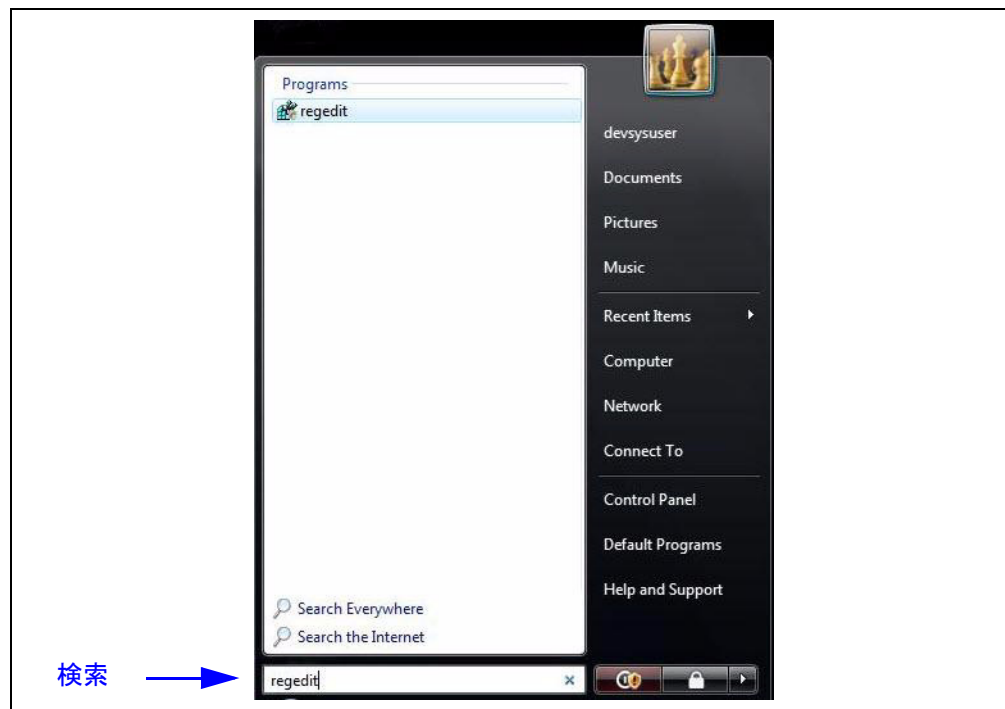 Programs
regedit
Search Everywhere
Search the Internet
検索
regedit
devsysuser
Documents
Pictures
Music
Recent Items
Computer
Network
Connect To
Control Panel
Default Programs
Help and Support